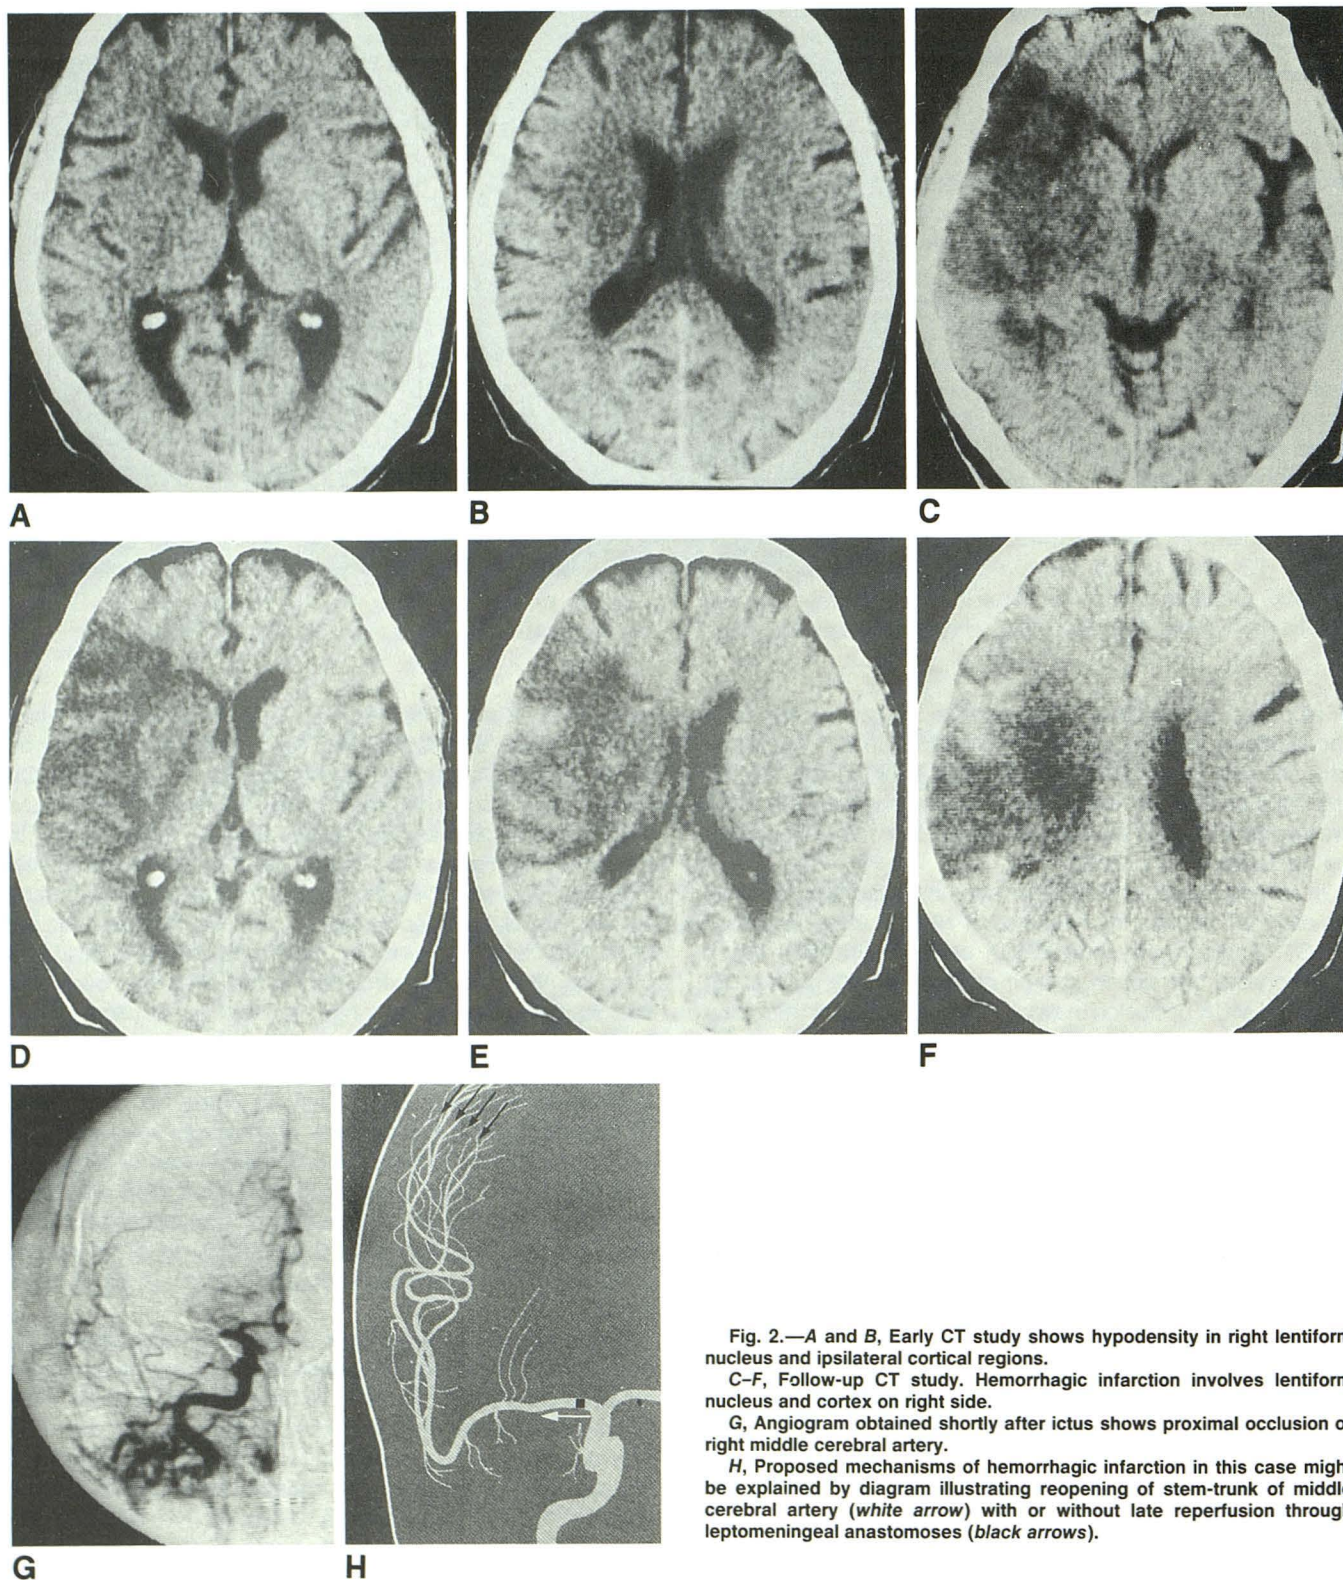 A
B
C
D
E
F
G
H
Fig. 2.—A and B, Early CT study shows hypodensity in right lentiform
nucleus and ipsilateral cortical regions.
C–F, Follow-up CT study. Hemorrhagic infarction involves lentiform
nucleus and cortex on right side.
G, Angiogram obtained shortly after ictus shows proximal occlusion o
right middle cerebral artery.
H, Proposed mechanisms of hemorrhagic infarction in this case migh
be explained by diagram illustrating reopening of stem-trunk of middle
cerebral artery (white arrow) with or without late reperfusion through
leptomeningeal anastomoses (black arrows).